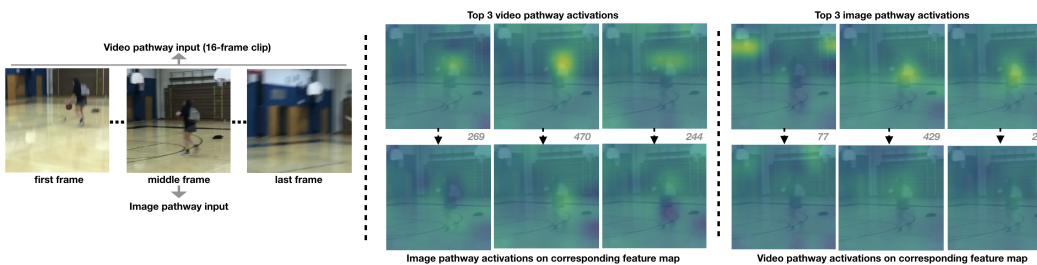 Top 3 video pathway activations
Top 3 image pathway activations
Video pathway input (16-frame clip)
269
470
244
77
429
first frame
middle frame
last frame
Image pathway input
Image pathway activations on corresponding feature map
Video pathway activations on corresponding feature map